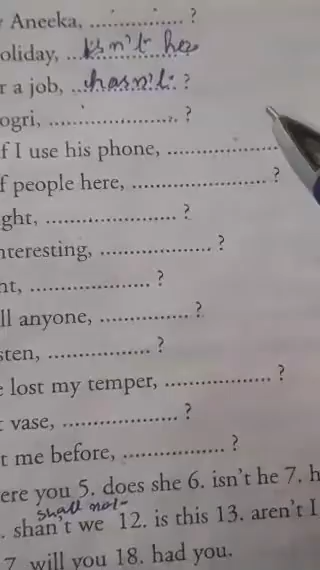 Aneeka, ................ ?
oliday, ...isn't he ?
r a job, ..hasn't.. ?
ogri, ....................... ?
f I use his phone, ....................
f people here, ........................ ?
ght, ....................... ?
nteresting, .................... ?
nt, ..................... ?
ll anyone, ................ ?
sten, .................. ?
e lost my temper, ................... ?
t vase, .................... ?
t me before, .................. ?
ere you 5. does she 6. isn't he 7. h
shall not
. shan't we 12. is this 13. aren't I
7. will you 18. had you.